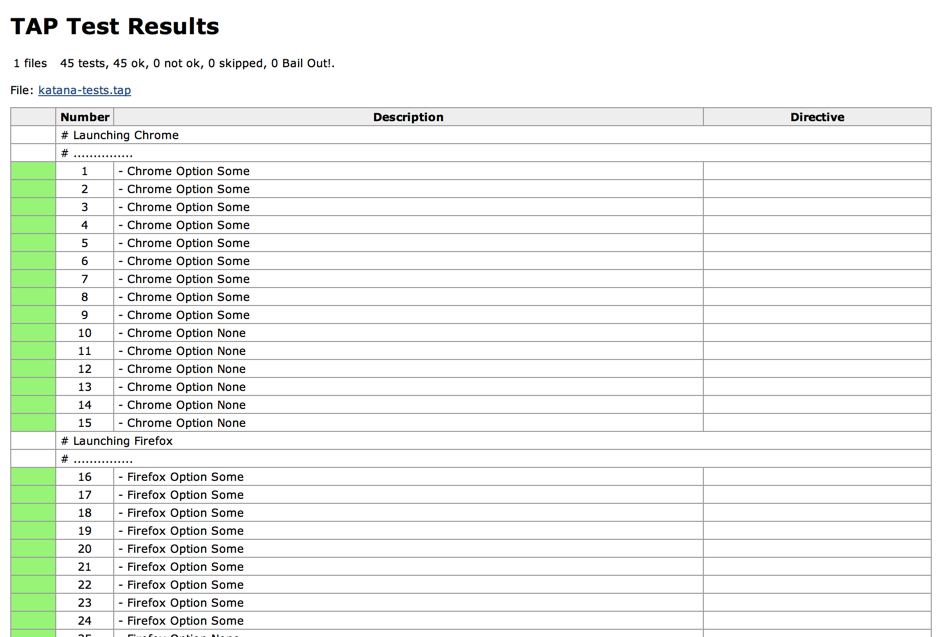 TAP Test Results
1 files 45 tests, 45 ok, 0 not ok, 0 skipped, 0 Bail Out!.
File: katana-tests.tap
Number Description Directive
# Launching Chrome
# ...............
1 - Chrome Option Some
2 - Chrome Option Some
3 - Chrome Option Some
4 - Chrome Option Some
5 - Chrome Option Some
6 - Chrome Option Some
7 - Chrome Option Some
8 - Chrome Option Some
9 - Chrome Option Some
10 - Chrome Option None
11 - Chrome Option None
12 - Chrome Option None
13 - Chrome Option None
14 - Chrome Option None
15 - Chrome Option None
# Launching Firefox
# ...............
16 - Firefox Option Some
17 - Firefox Option Some
18 - Firefox Option Some
19 - Firefox Option Some
20 - Firefox Option Some
21 - Firefox Option Some
22 - Firefox Option Some
23 - Firefox Option Some
24 - Firefox Option Some
25 - Firefox Option None